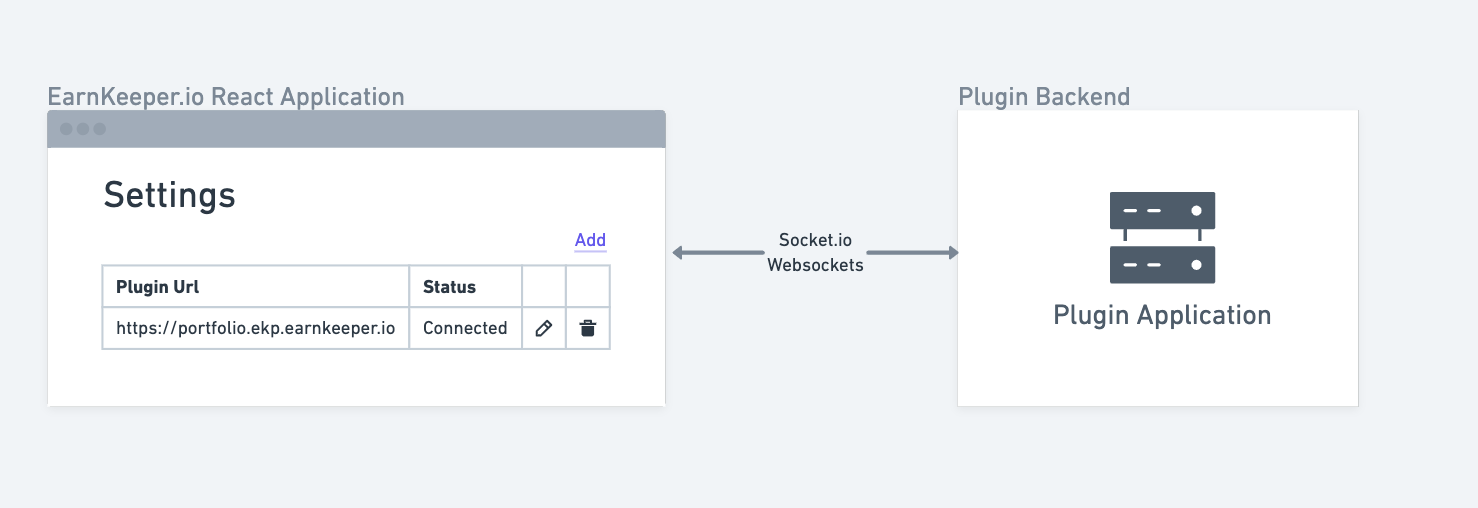 EarnKeeper.io React Application
Plugin Backend
Settings
Add
Plugin Url Status
https://portfolio.ekp.earnkeeper.io Connected
Socket.io
Websockets
Plugin Application